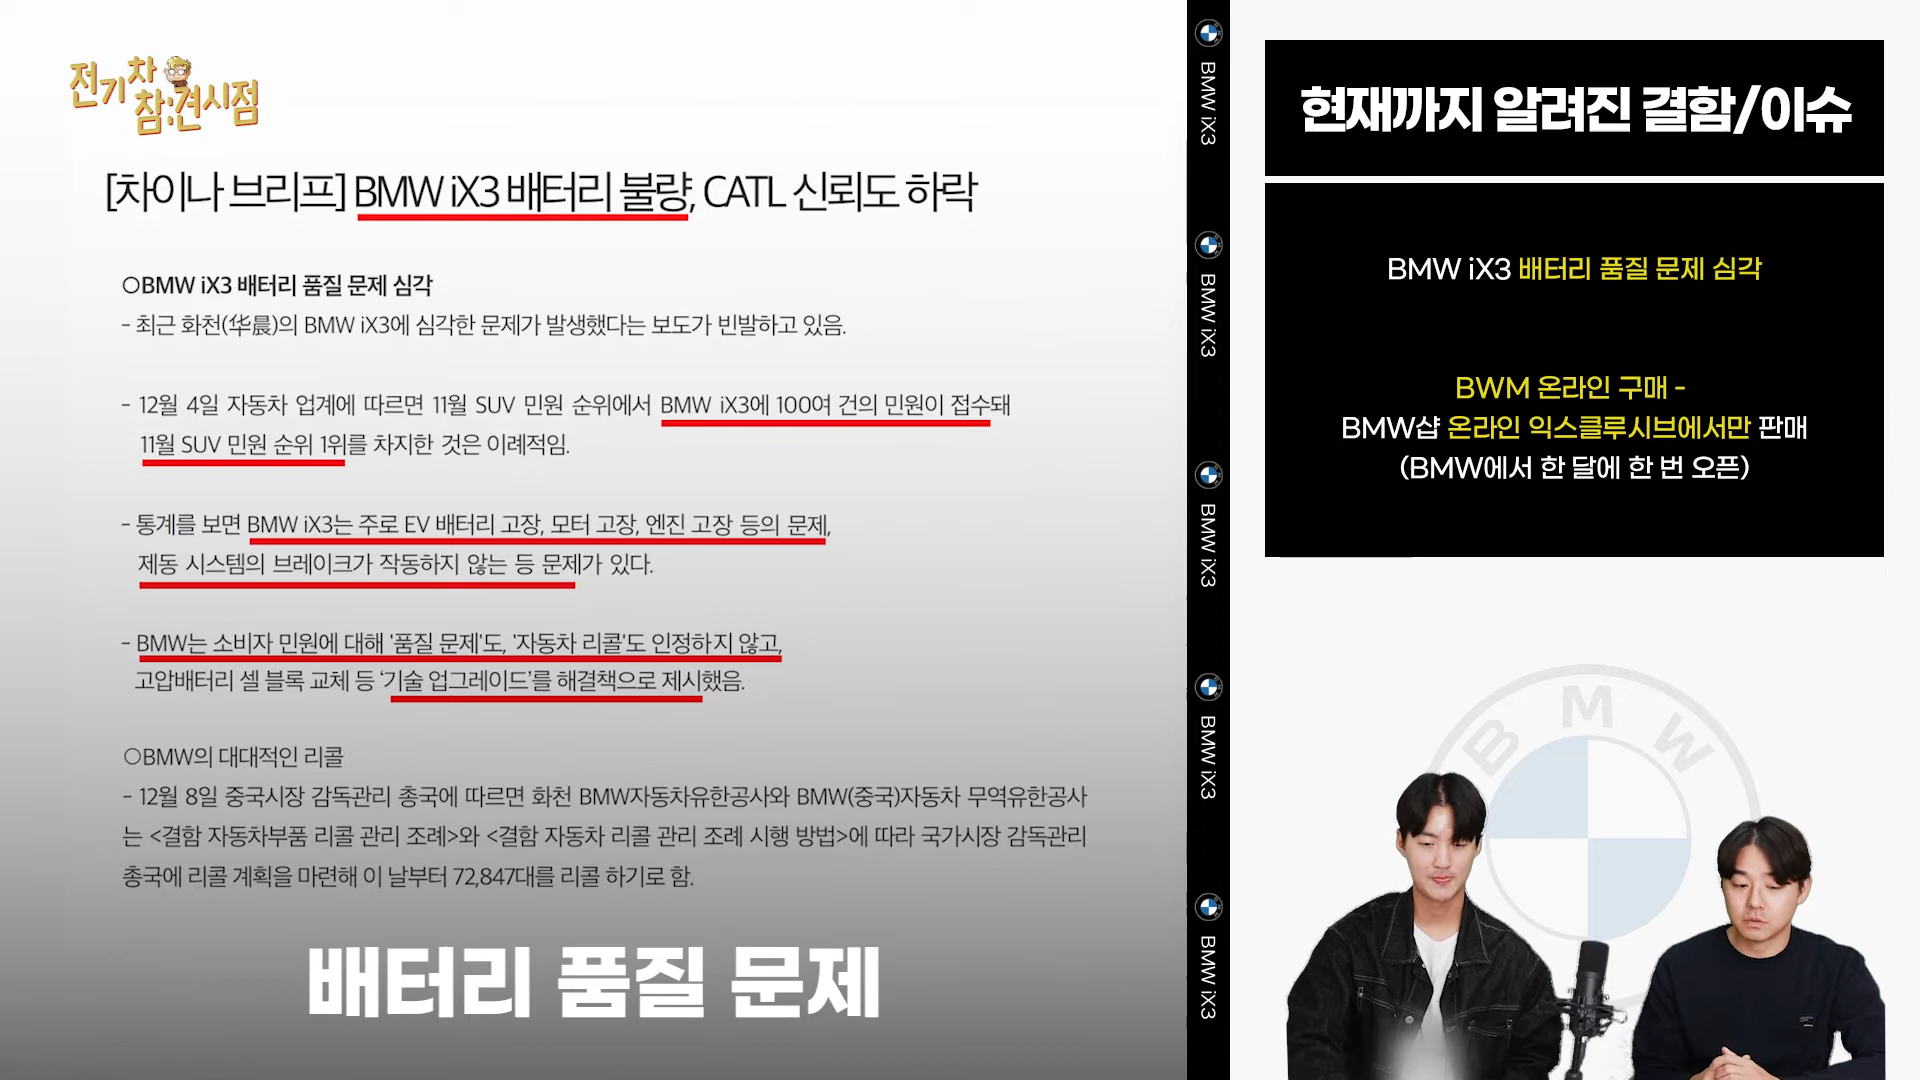 전기차
참:견시점
[차이나 브리프] BMW iX3 배터리 불량, CATL 신뢰도 하락
○BMW iX3 배터리 품질 문제 심각
- 최근 화천(华晨)의 BMW iX3에 심각한 문제가 발생했다는 보도가 빈발하고 있음.
- 12월 4일 자동차 업계에 따르면 11월 SUV 민원 순위에서 BMW iX3에 100여 건의 민원이 접수돼
11월 SUV 민원 순위 1위를 차지한 것은 이례적임.
- 통계를 보면 BMW iX3는 주로 EV 배터리 고장, 모터 고장, 엔진 고장 등의 문제,
제동 시스템의 브레이크가 작동하지 않는 등 문제가 있다.
- BMW는 소비자 민원에 대해 '품질 문제'도, '자동차 리콜'도 인정하지 않고,
고압배터리 셀 블록 교체 등 ‘기술 업그레이드’를 해결책으로 제시했음.
○BMW의 대대적인 리콜
- 12월 8일 중국시장 감독관리 총국에 따르면 화천 BMW자동차유한공사와 BMW(중국)자동차 무역유한공사
는 <결함 자동차부품 리콜 관리 조례>와 <결함 자동차 리콜 관리 조례 시행 방법>에 따라 국가시장 감독관리
총국에 리콜 계획을 마련해 이 날부터 72,847대를 리콜 하기로 함.
배터리 품질 문제
BMW iX3
BMW iX3
BMW iX3
BMW iX3
BMW iX3
현재까지 알려진 결함/이슈
BMW iX3 배터리 품질 문제 심각
BWM 온라인 구매 -
BMW샵 온라인 익스클루시브에서만 판매
(BMW에서 한 달에 한 번 오픈)
BMW